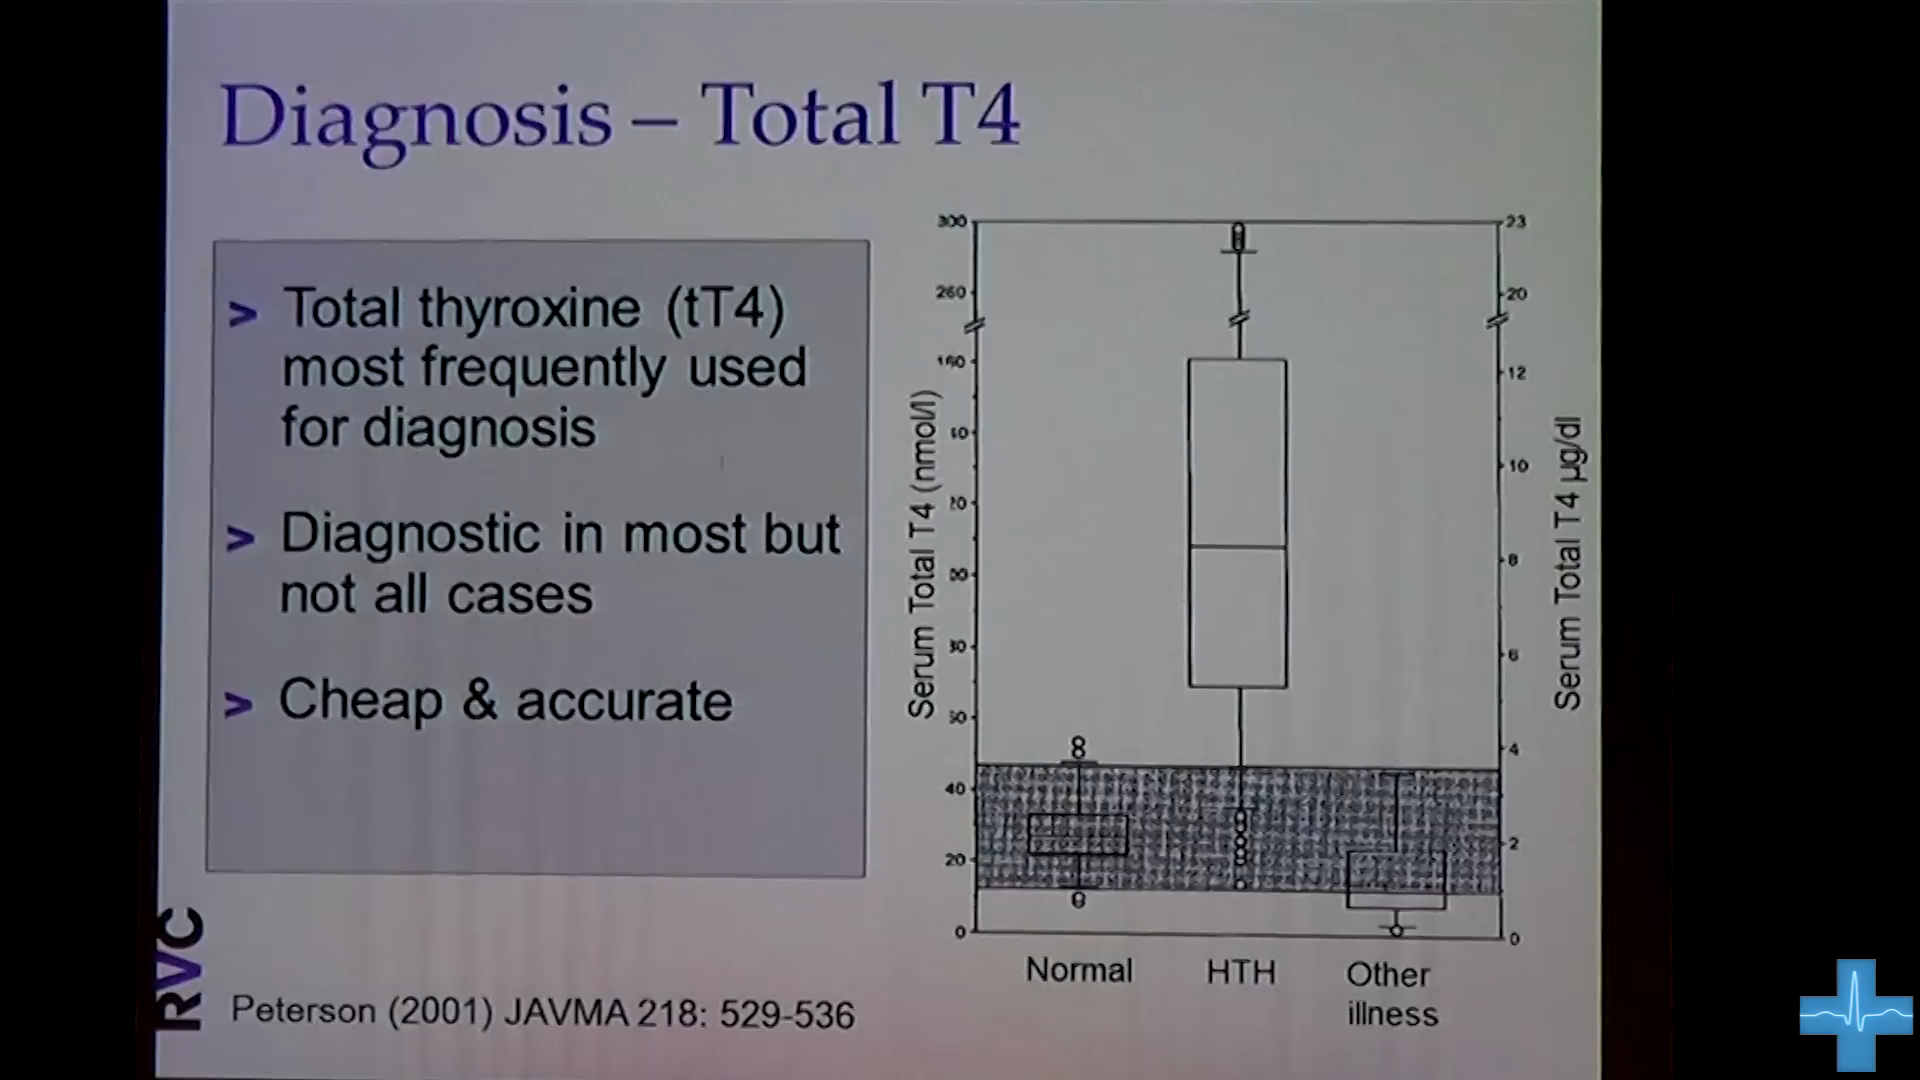 Diagnosis – Total T4
> Total thyroxine (tT4)
most frequently used
for diagnosis
> Diagnostic in most but
not all cases
> Cheap & accurate
RVC
Peterson (2001) JAVMA 218: 529-536
Serum Total T4 (nmol/l)
300
260
160
40
20
0
Serum Total T4 µg/dl
23
20
12
10
8
6
4
2
0
Normal
HTH
Other
illness